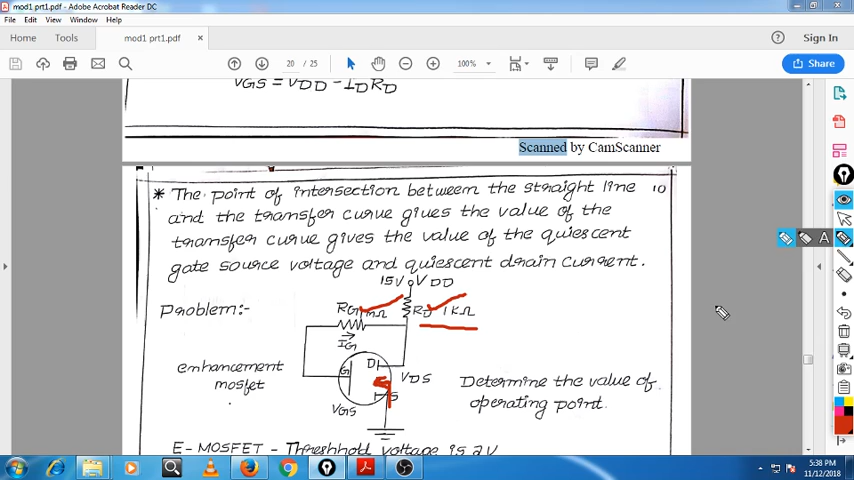 mod1 prt1.pdf - Adobe Acrobat Reader DC
File Edit View Window Help
Home Tools mod1 prt1.pdf × Sign In
20 / 25 100% Share
VGS = VDD - IDRD
Scanned by CamScanner
* The point of intersection between the straight line 10
and the transfer curve gives the value of the
transfer curve gives the value of the quiescent
gate source voltage and quiescent drain current.
15V VDD
Problem:- RG 1MΩ RD 1KΩ
IG
enhancement G D VDS Determine the value of
mosfet S operating point.
VGS
E-MOSFET - Threshhold voltage is 2V
A
5:38 PM
11/12/2018